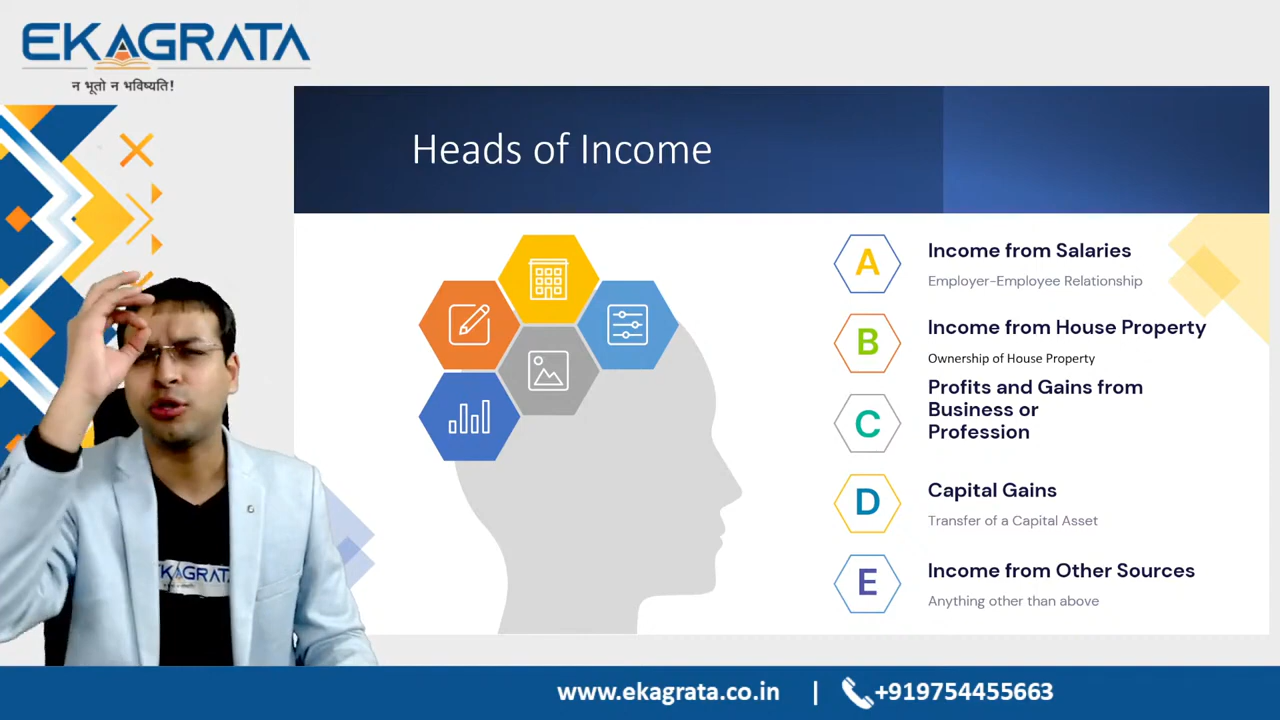 EKAGRATA
न भूतो न भविष्यति!
Heads of Income
A
Income from Salaries
Employer-Employee Relationship
B
Income from House Property
Ownership of House Property
C
Profits and Gains from
Business or
Profession
D
Capital Gains
Transfer of a Capital Asset
E
Income from Other Sources
Anything other than above
EKAGRATA
www.ekagrata.co.in | +919754455663